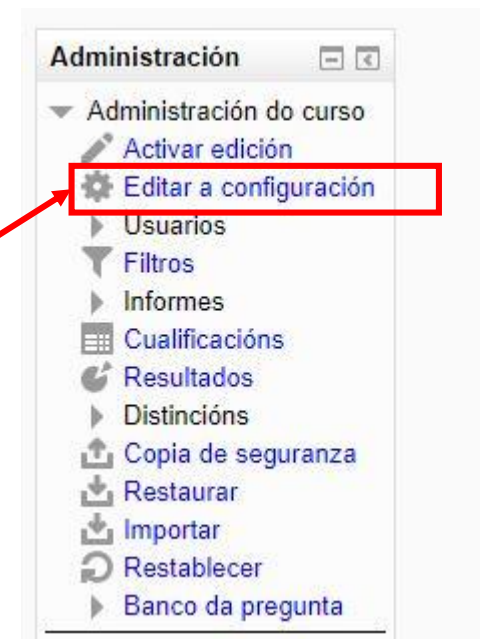 Administración
Administración do curso
Activar edición
Editar a configuración
Usuarios
Filtros
Informes
Cualificacións
Resultados
Distincións
Copia de seguranza
Restaurar
Importar
Restablecer
Banco da pregunta